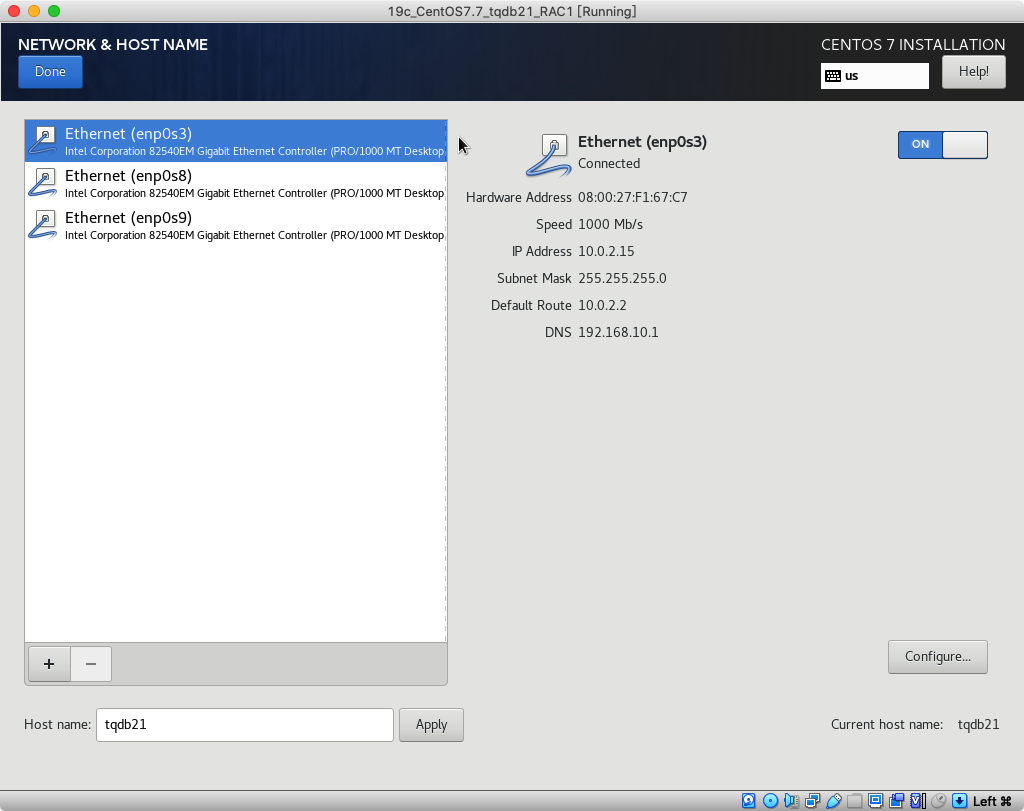 19c_CentOS7.7_tqdb21_RAC1 [Running]
NETWORK & HOST NAME
CENTOS 7 INSTALLATION
Done
us
Help!
Ethernet (enp0s3)
Intel Corporation 82540EM Gigabit Ethernet Controller (PRO/1000 MT Desktop
Ethernet (enp0s8)
Intel Corporation 82540EM Gigabit Ethernet Controller (PRO/1000 MT Desktop
Ethernet (enp0s9)
Intel Corporation 82540EM Gigabit Ethernet Controller (PRO/1000 MT Desktop
Ethernet (enp0s3)
Connected
ON
Hardware Address 08:00:27:F1:67:C7
Speed 1000 Mb/s
IP Address 10.0.2.15
Subnet Mask 255.255.255.0
Default Route 10.0.2.2
DNS 192.168.10.1
+ −
Configure...
Host name: tqdb21 Apply
Current host name: tqdb21
Left ⌘